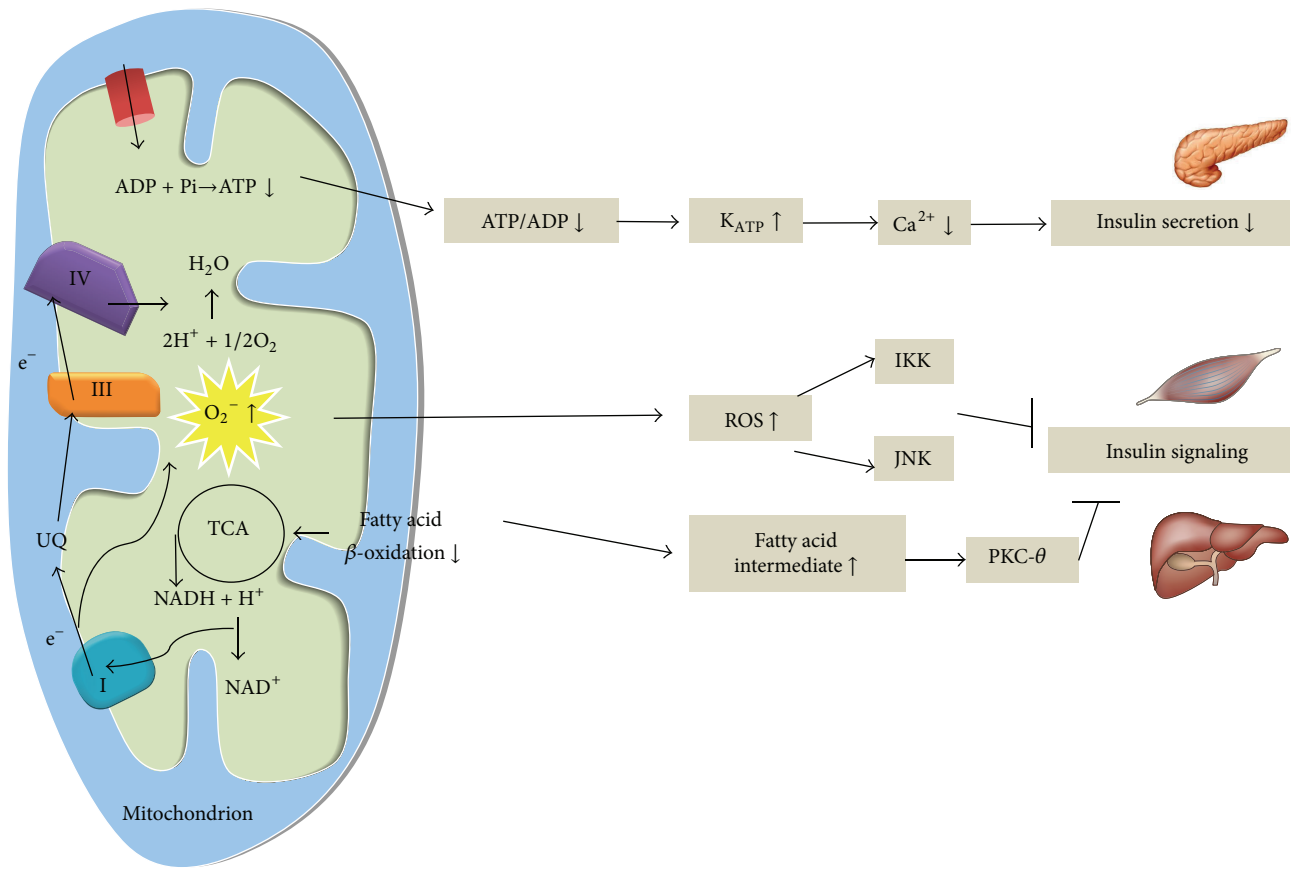 ADP + Pi→ATP ↓
ATP/ADP ↓
K_ATP ↑
Ca²⁺ ↓
Insulin secretion ↓
IV
H₂O
2H⁺ + 1/2O₂
e⁻
III
O₂⁻ ↑
ROS ↑
IKK
JNK
Insulin signaling
UQ
TCA
Fatty acid
β-oxidation ↓
Fatty acid
intermediate ↑
PKC-θ
NADH + H⁺
e⁻
I
NAD⁺
Mitochondrion